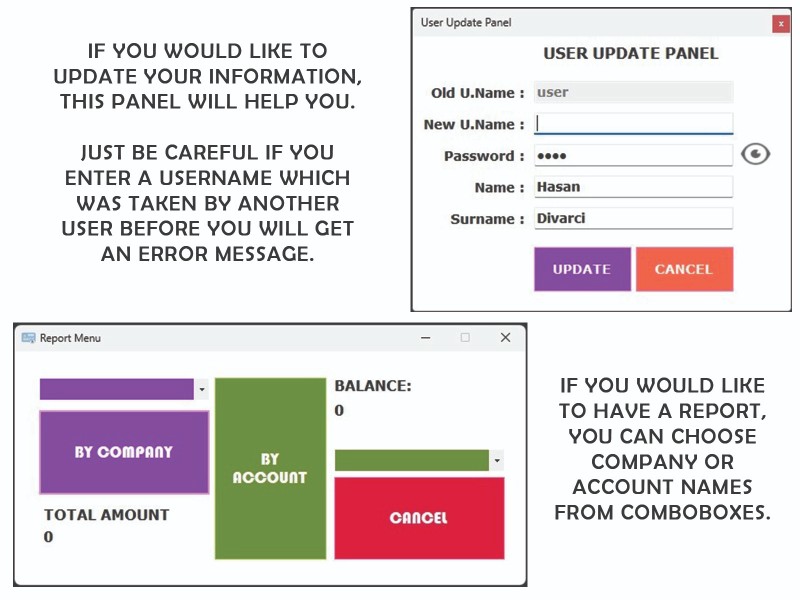 IF YOU WOULD LIKE TO
UPDATE YOUR INFORMATION,
THIS PANEL WILL HELP YOU.
JUST BE CAREFUL IF YOU
ENTER A USERNAME WHICH
WAS TAKEN BY ANOTHER
USER BEFORE YOU WILL GET
AN ERROR MESSAGE.
User Update Panel
x
USER UPDATE PANEL
Old U.Name : user
New U.Name :
Password : ●●●●
Name : Hasan
Surname : Divarci
UPDATE CANCEL
Report Menu
BY COMPANY
TOTAL AMOUNT
0
BY
ACCOUNT
BALANCE:
0
CANCEL
IF YOU WOULD LIKE
TO HAVE A REPORT,
YOU CAN CHOOSE
COMPANY OR
ACCOUNT NAMES
FROM COMBOBOXES.